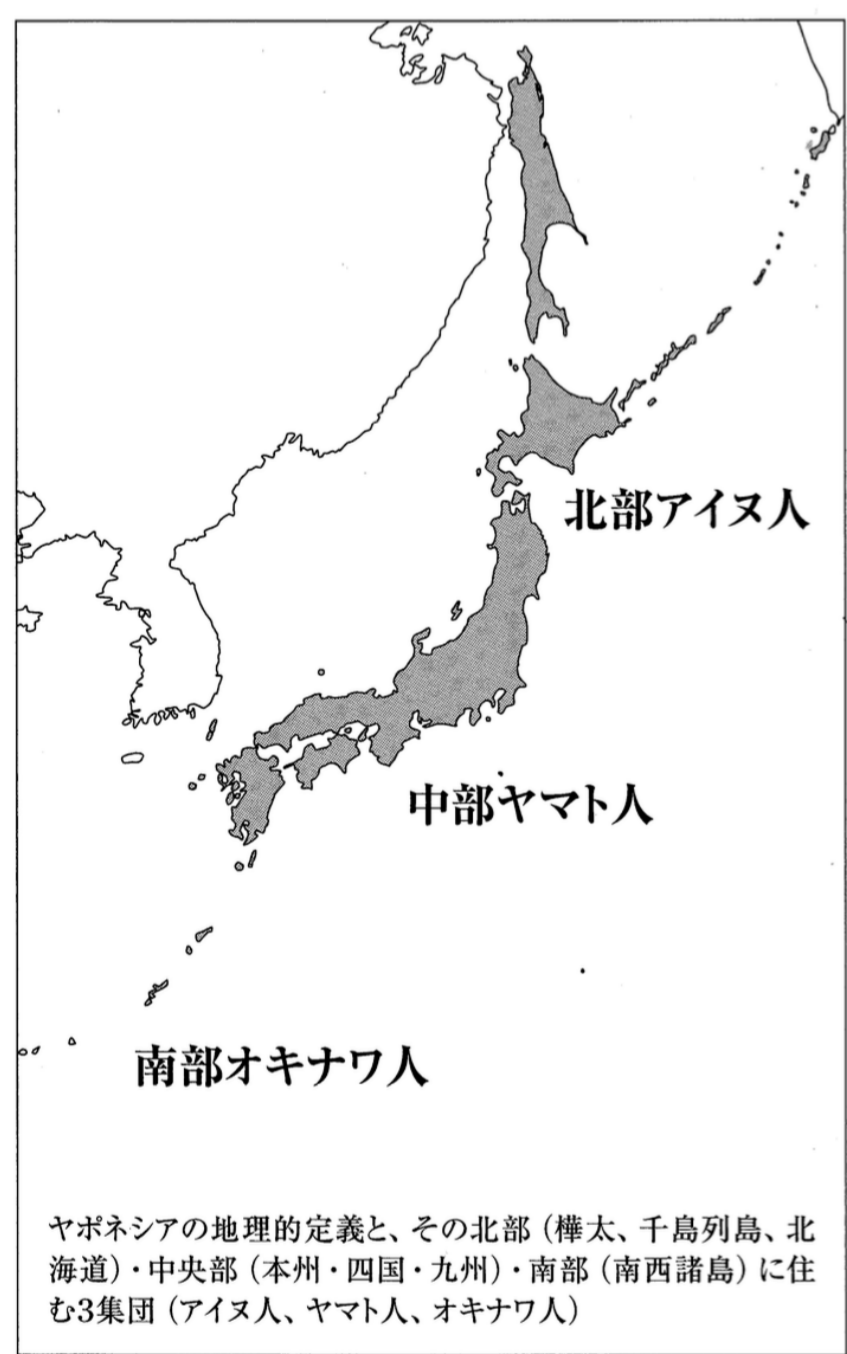 北部アイヌ人
中部ヤマト人
南部オキナワ人
ヤポネシアの地理的定義と、その北部（樺太、千島列島、北
海道）・中央部（本州・四国・九州）・南部（南西諸島）に住
む3集団（アイヌ人、ヤマト人、オキナワ人）